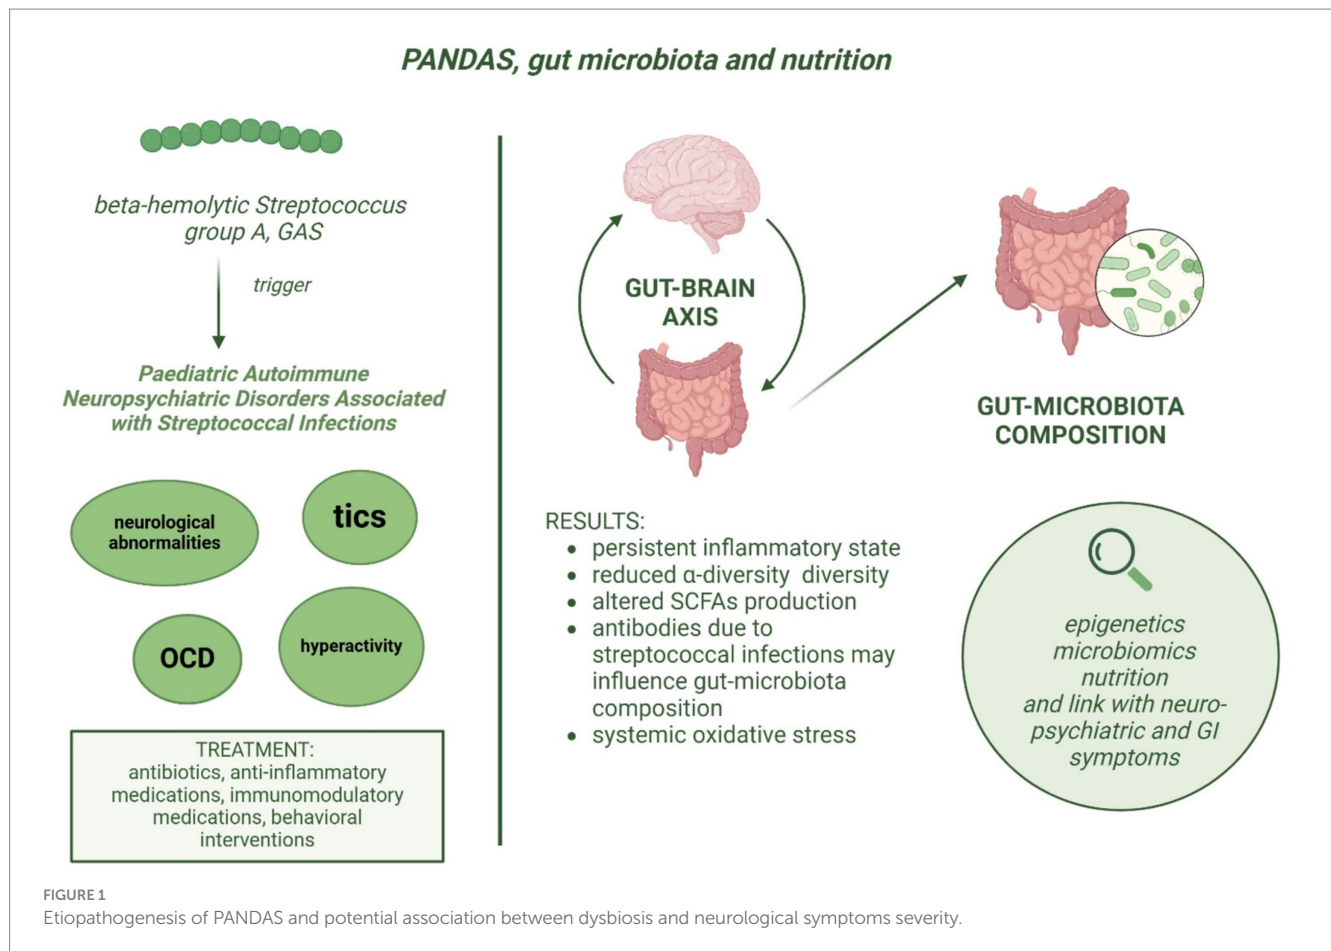 PANDAS, gut microbiota and nutrition
beta-hemolytic Streptococcus
group A, GAS
trigger
Paediatric Autoimmune
Neuropsychiatric Disorders Associated
with Streptococcal Infections
neurological
abnormalities
tics
OCD
hyperactivity
TREATMENT:
antibiotics, anti-inflammatory
medications, immunomodulatory
medications, behavioral
interventions
GUT-BRAIN
AXIS
RESULTS:
• persistent inflammatory state
• reduced α-diversity  diversity
• altered SCFAs production
• antibodies due to
streptococcal infections may
influence gut-microbiota
composition
• systemic oxidative stress
GUT-MICROBIOTA
COMPOSITION
epigenetics
microbiomics
nutrition
and link with neuro-
psychiatric and GI
symptoms
FIGURE 1
Etiopathogenesis of PANDAS and potential association between dysbiosis and neurological symptoms severity.